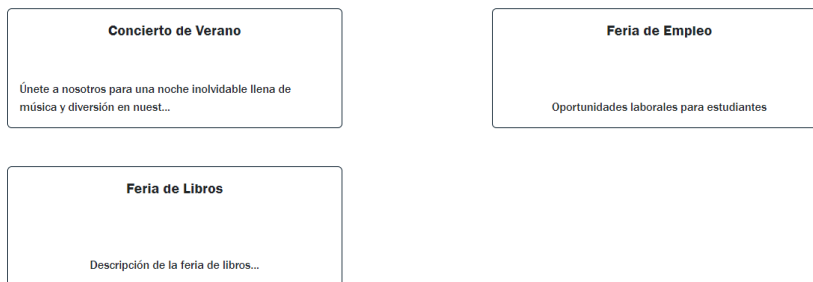 Concierto de Verano
Únete a nosotros para una noche inolvidable llena de
música y diversión en nuest...
Feria de Empleo
Oportunidades laborales para estudiantes
Feria de Libros
Descripción de la feria de libros...